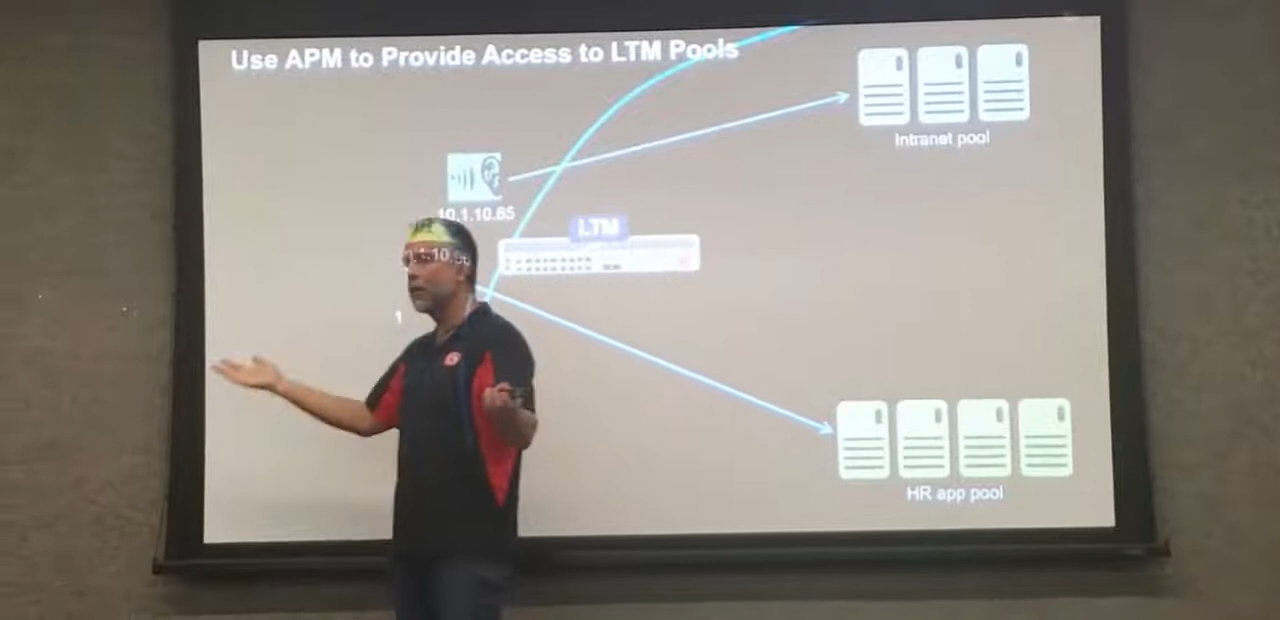 Use APM to Provide Access to LTM Pools
Intranet pool
10.1.10.65
LTM
HR app pool